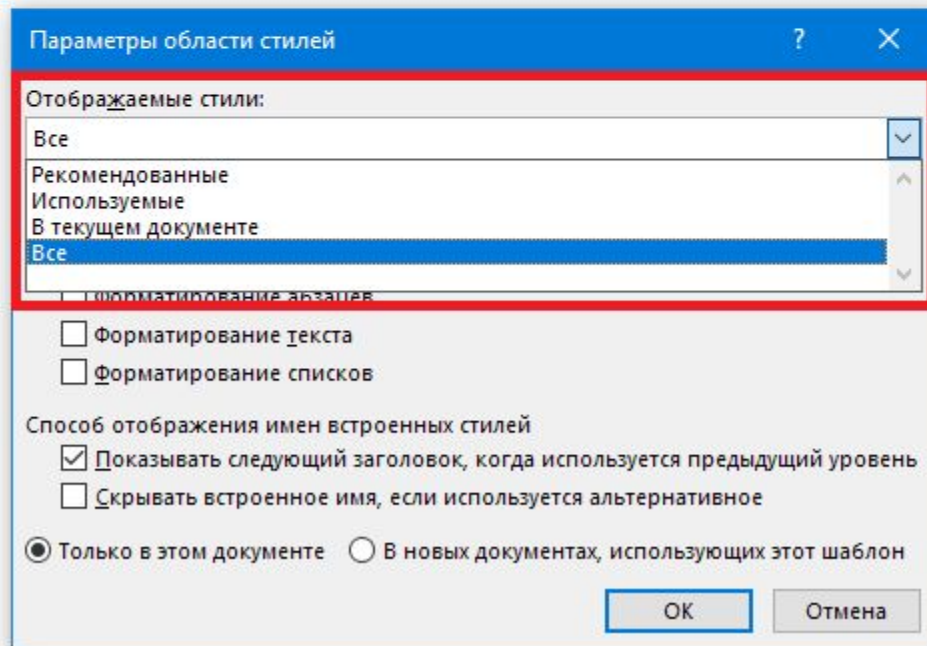 Параметры области стилей ?
Отображаемые стили:
Все
Рекомендованные
Используемые
В текущем документе
Все
Форматирование абзацев
Форматирование текста
Форматирование списков
Способ отображения имен встроенных стилей
Показывать следующий заголовок, когда используется предыдущий уровень
Скрывать встроенное имя, если используется альтернативное
Только в этом документе В новых документах, использующих этот шаблон
ОК Отмена